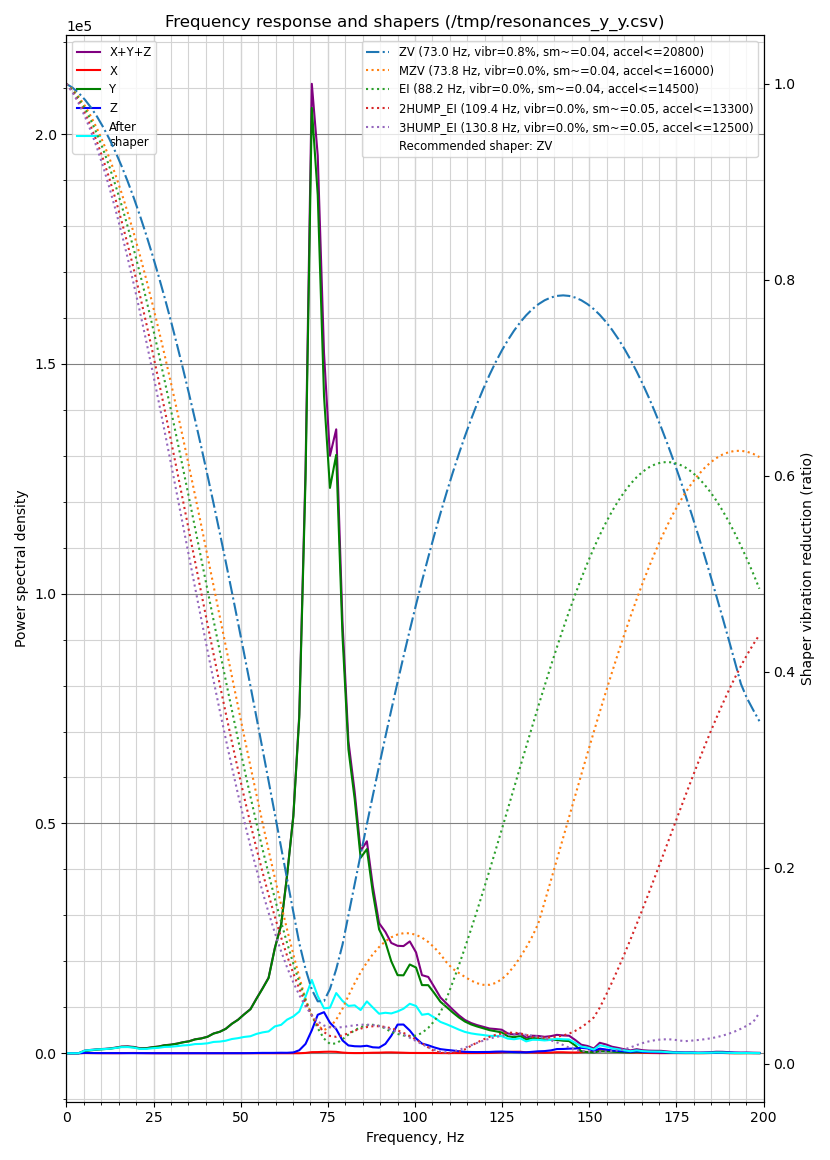 Frequency response and shapers (/tmp/resonances_y_y.csv)
1e5
X+Y+Z
X
Y
Z
After
shaper
ZV (73.0 Hz, vibr=0.8%, sm~=0.04, accel<=20800)
MZV (73.8 Hz, vibr=0.0%, sm~=0.04, accel<=16000)
EI (88.2 Hz, vibr=0.0%, sm~=0.04, accel<=14500)
2HUMP_EI (109.4 Hz, vibr=0.0%, sm~=0.05, accel<=13300)
3HUMP_EI (130.8 Hz, vibr=0.0%, sm~=0.05, accel<=12500)
Recommended shaper: ZV
2.0
1.5
1.0
0.5
0.0
Power spectral density
1.0
0.8
0.6
0.4
0.2
0.0
Shaper vibration reduction (ratio)
0 25 50 75 100 125 150 175 200
Frequency, Hz